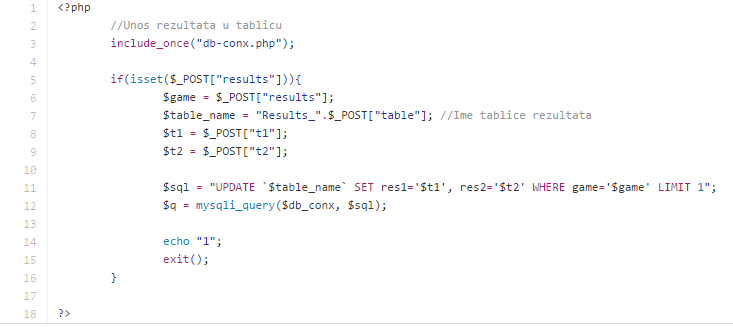 1 <?php
2 //Unos rezultata u tablicu
3 include_once("db-conx.php");
4
5 if(isset($_POST["results"])){
6 $game = $_POST["results"];
7 $table_name = "Results_".$_POST["table"]; //Ime tablice rezultata
8 $t1 = $_POST["t1"];
9 $t2 = $_POST["t2"];
10
11 $sql = "UPDATE `$table_name` SET res1='$t1', res2='$t2' WHERE game='$game' LIMIT 1";
12 $q = mysqli_query($db_conx, $sql);
13
14 echo "1";
15 exit();
16 }
17
18 ?>